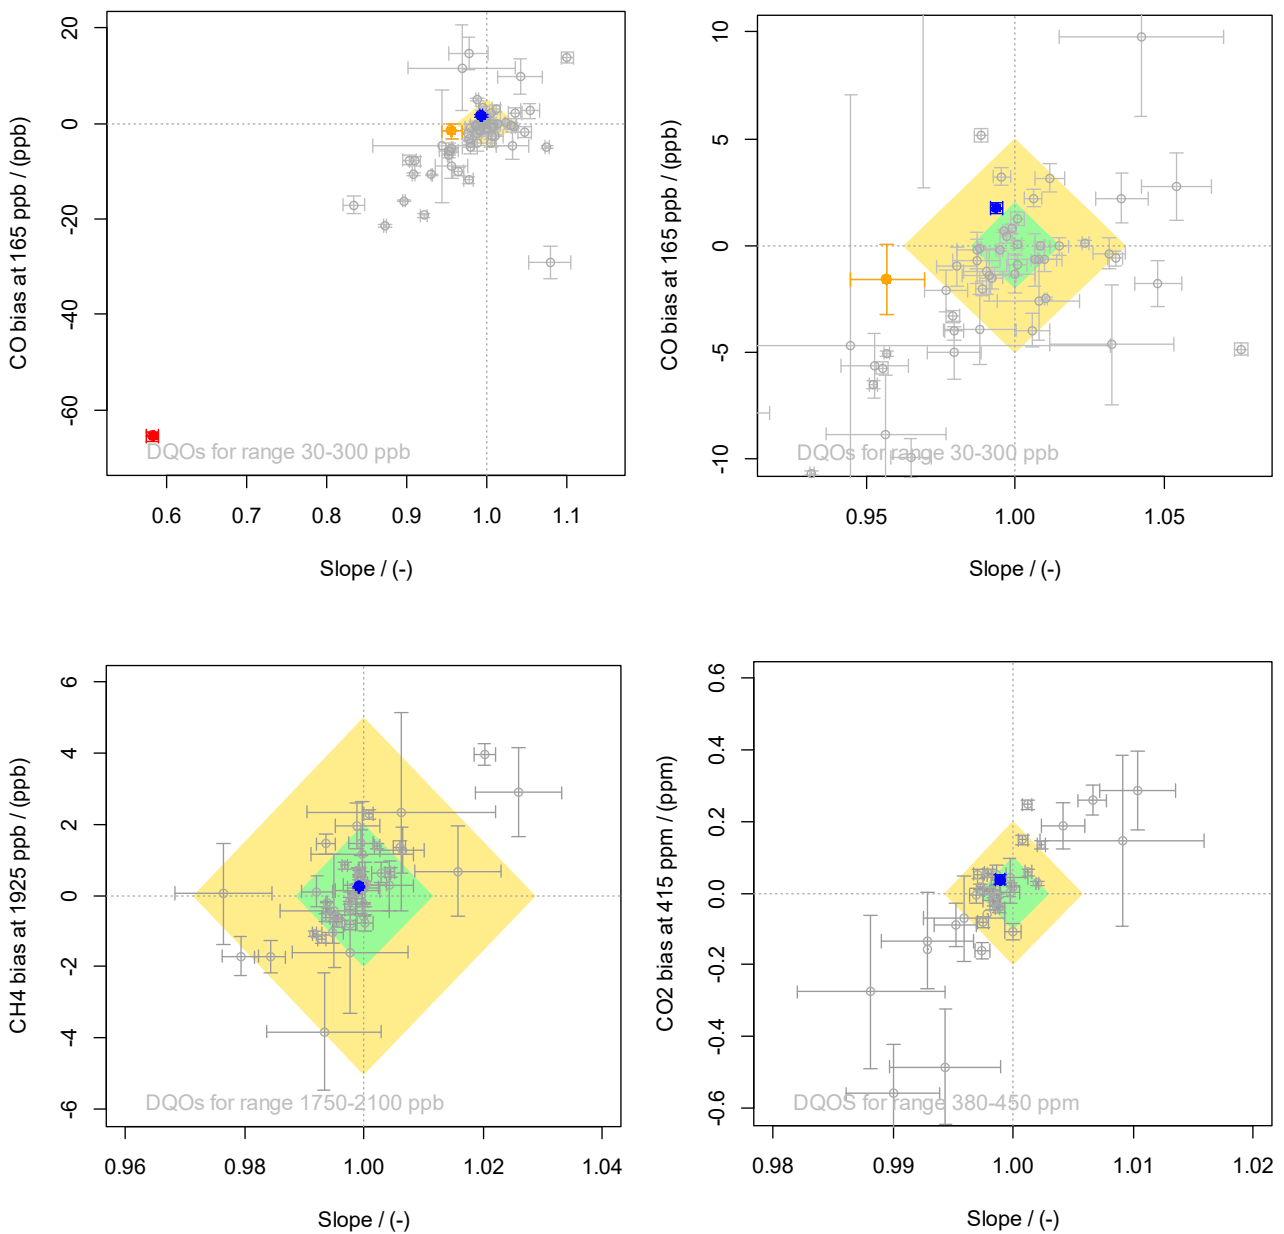 CO bias at 165 ppb / (ppb)
20
0
-20
-40
-60
DQOs for range 30-300 ppb
0.6 0.7 0.8 0.9 1.0 1.1
Slope / (-)
CO bias at 165 ppb / (ppb)
10
5
0
-5
-10
DQOs for range 30-300 ppb
0.95 1.00 1.05
Slope / (-)
CH4 bias at 1925 ppb / (ppb)
6
4
2
0
-2
-4
-6
DQOs for range 1750-2100 ppb
0.96 0.98 1.00 1.02 1.04
Slope / (-)
CO2 bias at 415 ppm / (ppm)
0.6
0.4
0.2
0.0
-0.2
-0.4
-0.6
DQOS for range 380-450 ppm
0.98 0.99 1.00 1.01 1.02
Slope / (-)